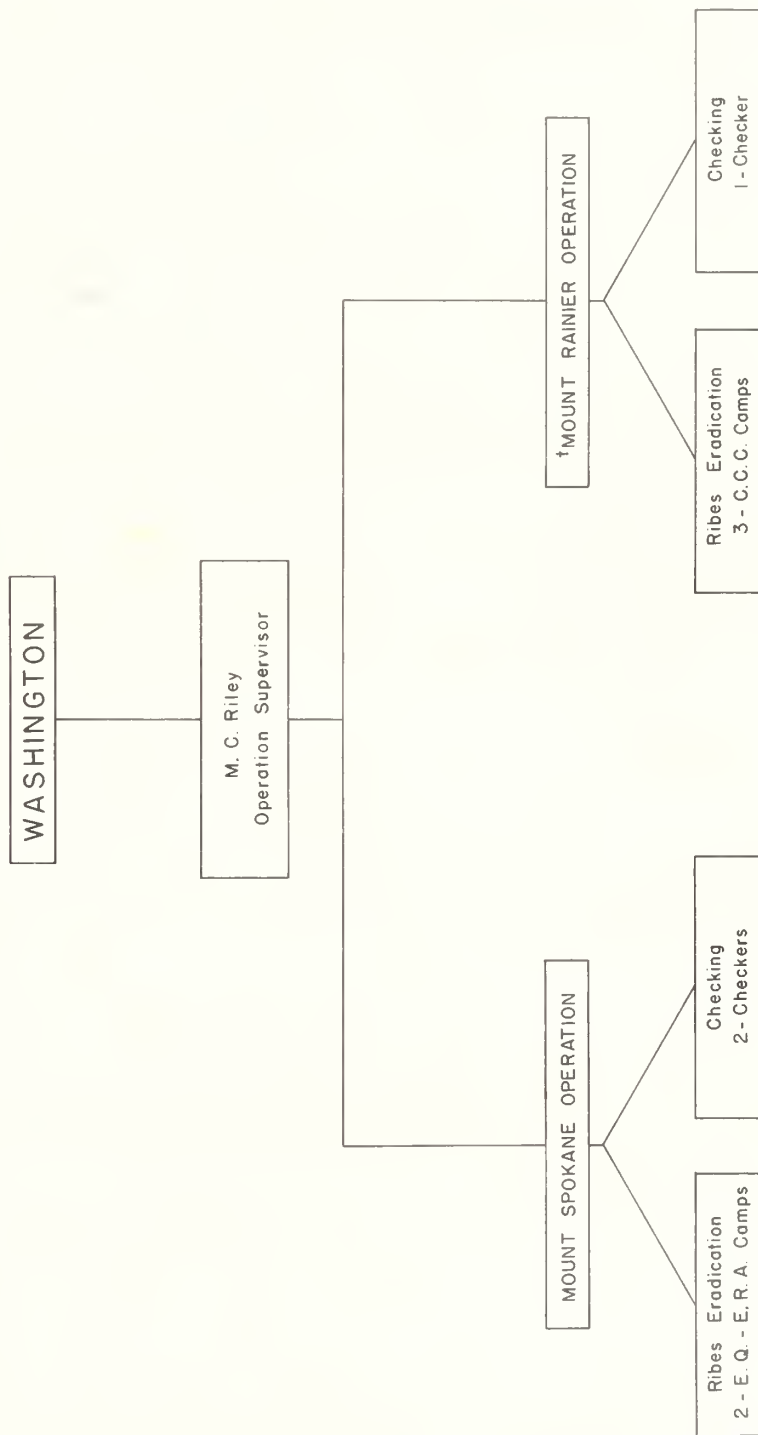 WASHINGTON
M. C. Riley
Operation Supervisor
MOUNT SPOKANE OPERATION
†MOUNT RAINIER OPERATION
Ribes Eradication
2 - E. Q. - E. R. A. Camps
Checking
2 - Checkers
Ribes Eradication
3 - C. C. C. Camps
Checking
1 - Checker